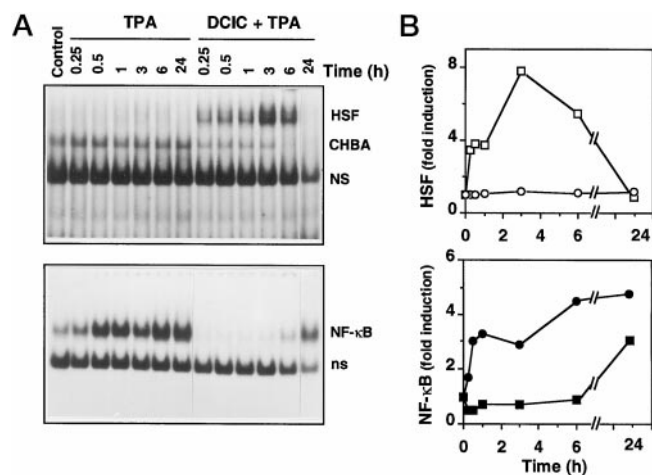 A
TPA
DCIC + TPA
Control
0.25
0.5
1
3
6
24
0.25
0.5
1
3
6
24
Time (h)
HSF
CHBA
NS
NF-κB
ns
B
HSF (fold induction)
8
4
0
0 2 4 6 24
NF-κB (fold induction)
6
4
2
0
0 2 4 6 24
Time (h)